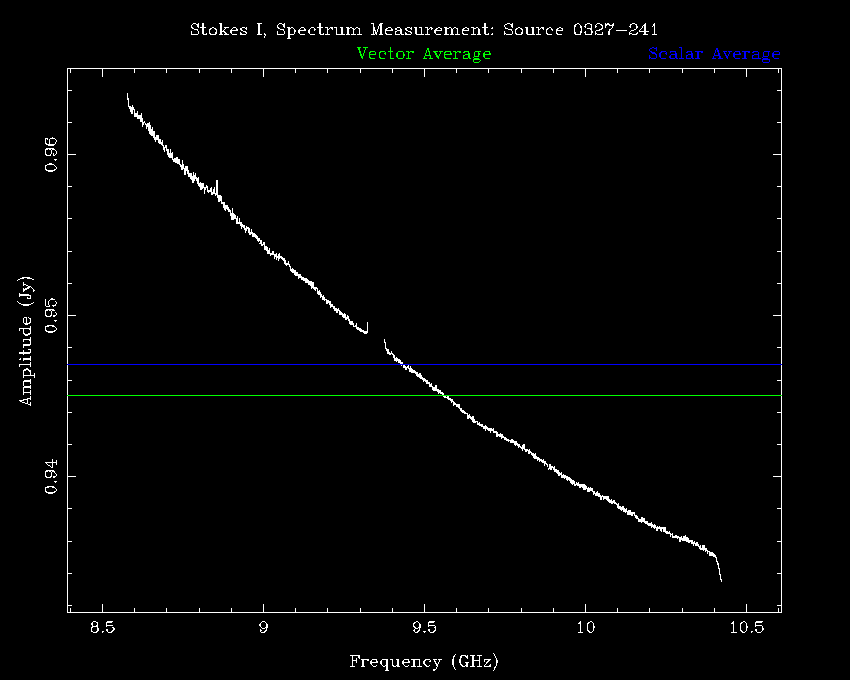 Stokes I, Spectrum Measurement: Source 0327−241
Vector Average Scalar Average
0.96
0.95
0.94
Amplitude (Jy)
8.5 9 9.5 10 10.5
Frequency (GHz)